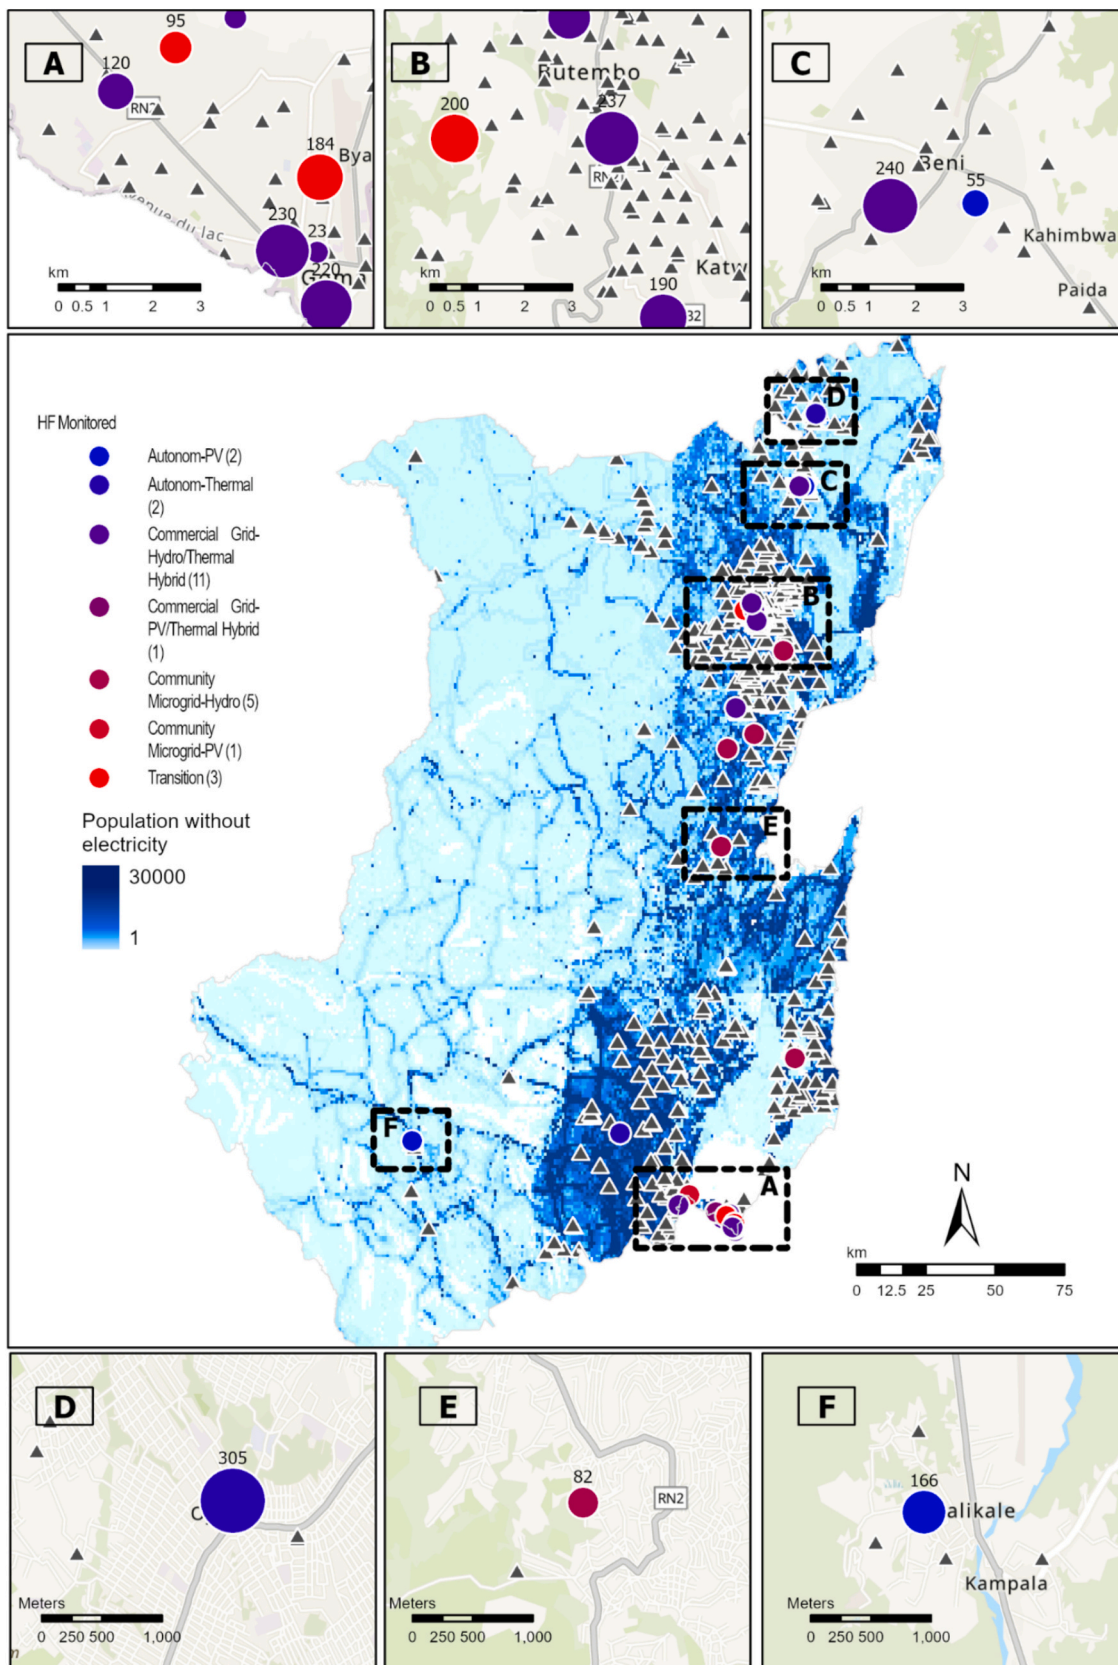 A
95
120
RN2
184
Bya
230
23
220
Goma
km
0 0.5 1 2 3
B
Butembo
200
237
Katw
190
km
0 0.5 1 2 3
C
Beni
240
55
Kahimbwa
Paida
km
0 0.5 1 2 3
HF Monitored
Autonom-PV (2)
Autonom-Thermal
(2)
Commercial Grid-
Hydro/Thermal
Hybrid (11)
Commercial Grid-
PV/Thermal Hybrid
(1)
Community
Microgrid-Hydro (5)
Community
Microgrid-PV (1)
Transition (3)
Population without
electricity
30000
1
D
C
B
E
F
A
N
km
0 12.5 25 50 75
D
305
Meters
0 250 500 1,000
E
82
RN2
Meters
0 250 500 1,000
F
166
alikale
Kampala
Meters
0 250 500 1,000